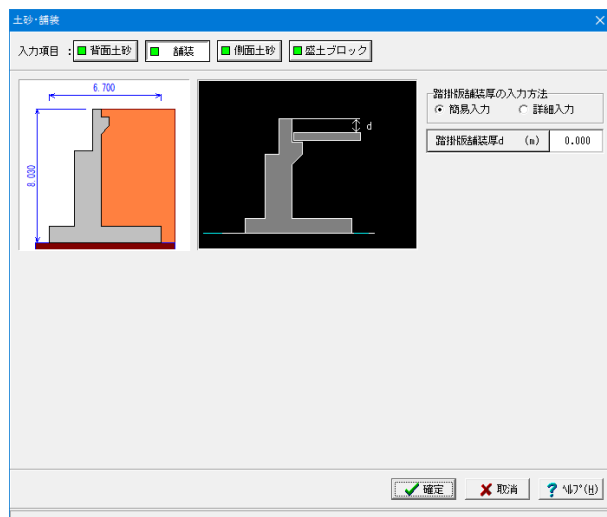 土砂・舗装
入力項目 : 背面土砂 舗装 側面土砂 盛土ブロック
6.700
8.030
d
踏掛版舗装厚の入力方法
簡易入力 詳細入力
踏掛版舗装厚d (m) 0.000
確定 取消 ﾍﾙﾌﾟ(H)